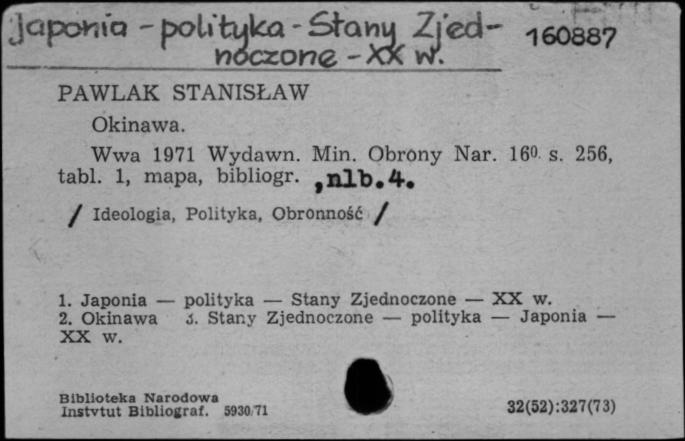 Japonia - polityka - Stany Zjed-
noczone - XX w.
160887
PAWLAK STANISŁAW
Okinawa.
Wwa 1971 Wydawn. Min. Obrony Nar. 16⁰. s. 256,
tabl. 1, mapa, bibliogr. ,nlb.4.
/ Ideologia, Polityka, Obronność /
1. Japonia — polityka — Stany Zjednoczone — XX w.
2. Okinawa 3. Stany Zjednoczone — polityka — Japonia —
XX w.
Biblioteka Narodowa
Instytut Bibliograf. 5930/71
32(52):327(73)